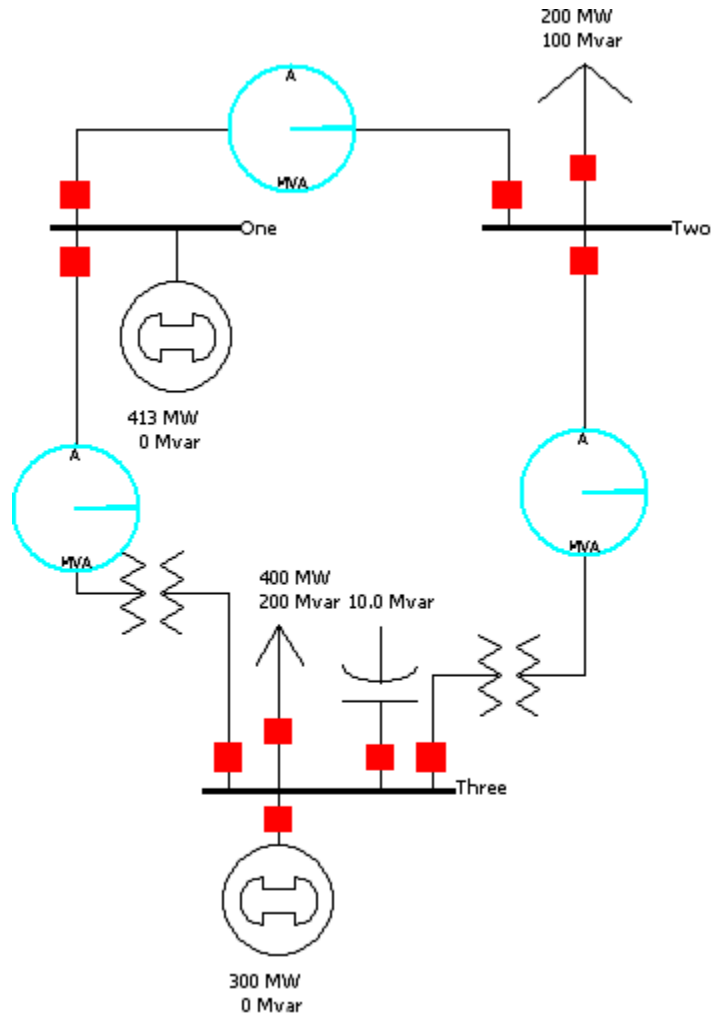 200 MW
100 Mvar
A
MVA
One
Two
413 MW
0 Mvar
A
MVA
A
MVA
400 MW
200 Mvar 10.0 Mvar
Three
300 MW
0 Mvar